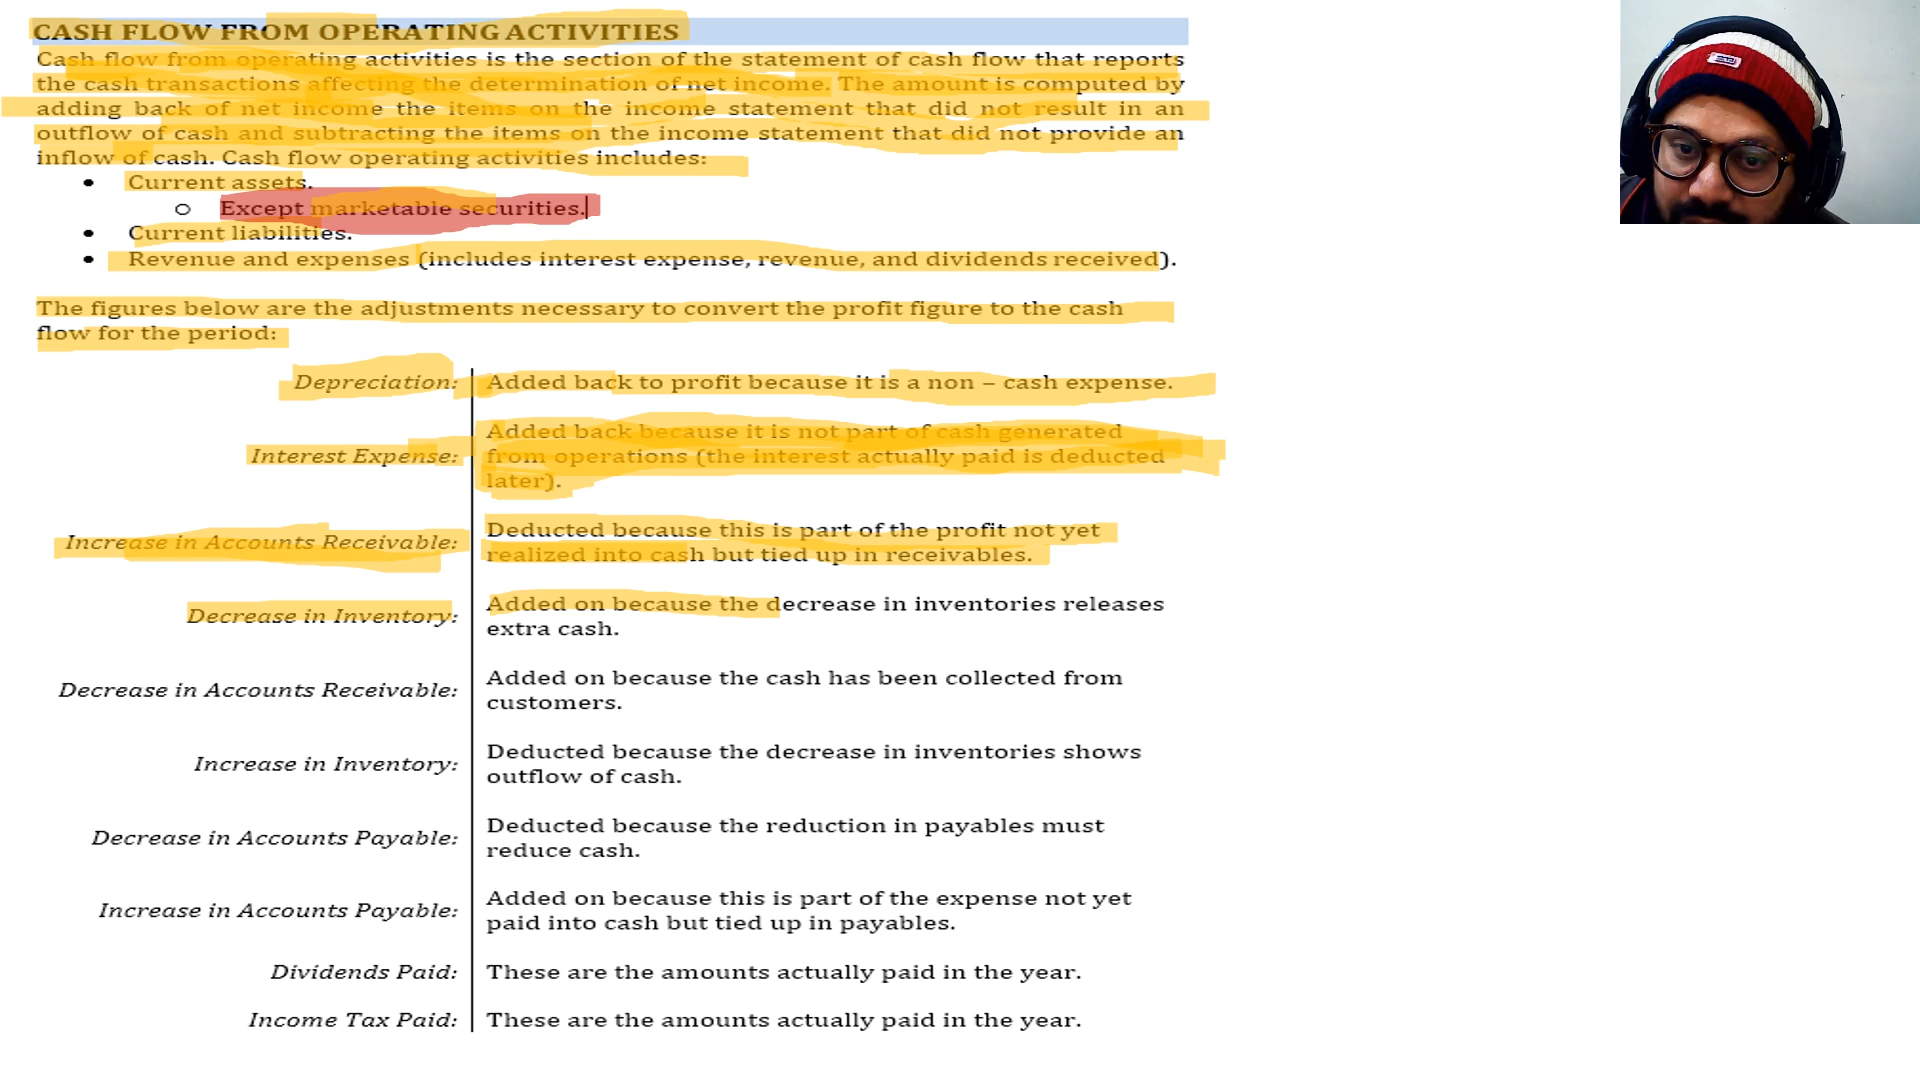 CASH FLOW FROM OPERATING ACTIVITIES
Cash flow from operating activities is the section of the statement of cash flow that reports
the cash transactions affecting the determination of net income. The amount is computed by
adding back of net income the items on the income statement that did not result in an
outflow of cash and subtracting the items on the income statement that did not provide an
inflow of cash. Cash flow operating activities includes:
• Current assets.
o Except marketable securities.
• Current liabilities.
• Revenue and expenses (includes interest expense, revenue, and dividends received).
The figures below are the adjustments necessary to convert the profit figure to the cash
flow for the period:
Depreciation: Added back to profit because it is a non – cash expense.
Added back because it is not part of cash generated
Interest Expense: from operations (the interest actually paid is deducted
later).
Increase in Accounts Receivable: Deducted because this is part of the profit not yet
realized into cash but tied up in receivables.
Decrease in Inventory: Added on because the decrease in inventories releases
extra cash.
Decrease in Accounts Receivable: Added on because the cash has been collected from
customers.
Increase in Inventory: Deducted because the decrease in inventories shows
outflow of cash.
Decrease in Accounts Payable: Deducted because the reduction in payables must
reduce cash.
Increase in Accounts Payable: Added on because this is part of the expense not yet
paid into cash but tied up in payables.
Dividends Paid: These are the amounts actually paid in the year.
Income Tax Paid: These are the amounts actually paid in the year.